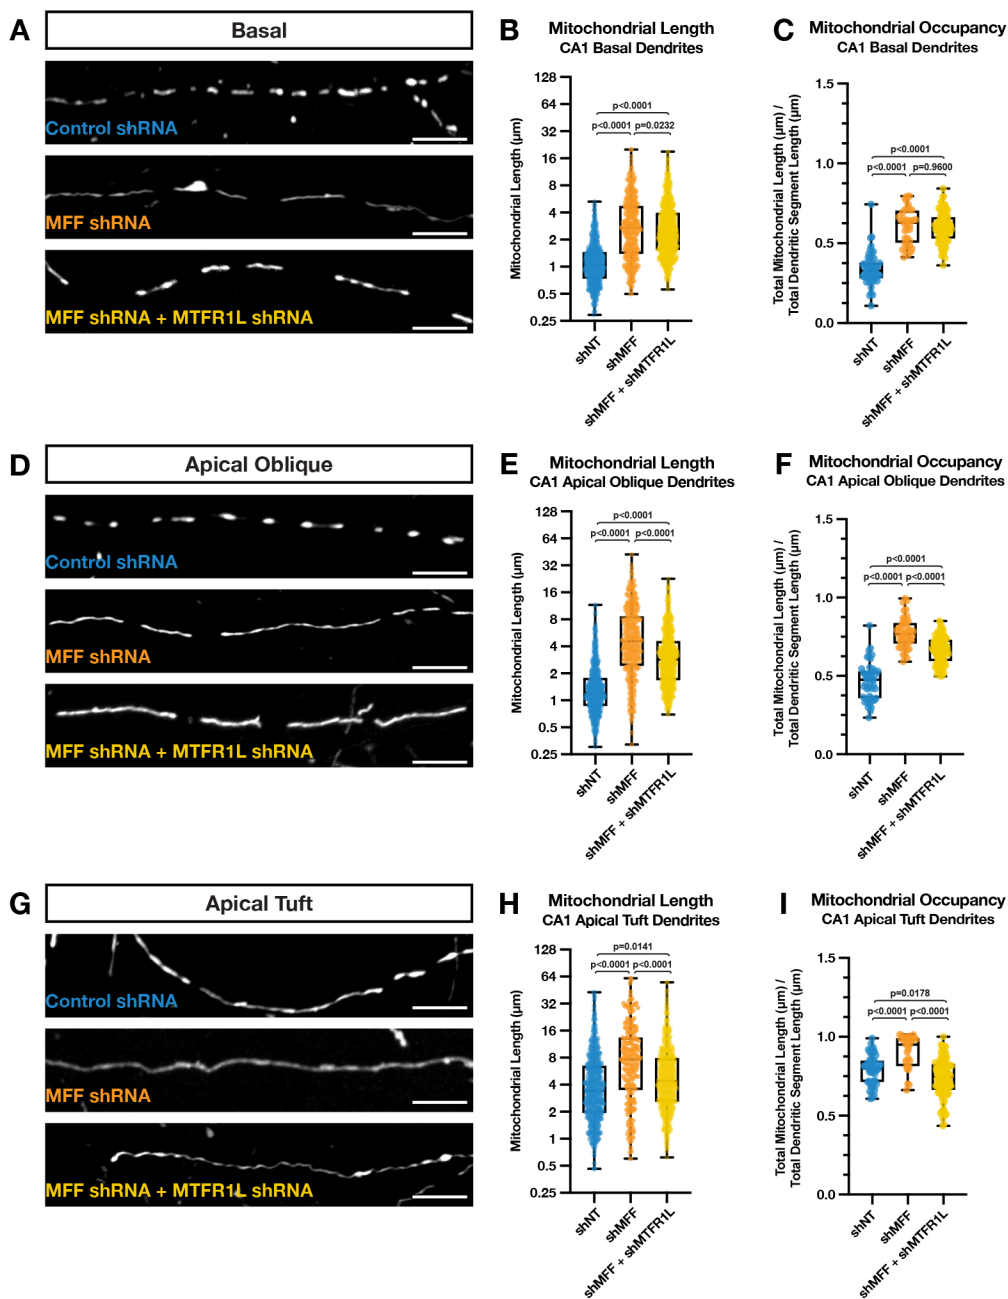 A
Basal
Control shRNA
MFF shRNA
MFF shRNA + MTFR1L shRNA
B
Mitochondrial Length
CA1 Basal Dendrites
Mitochondrial Length (µm)
128
64
32
16
8
4
2
1
0.5
0.25
p<0.0001
p<0.0001 p=0.0232
shNT
shMFF
shMFF + shMTFR1L
C
Mitochondrial Occupancy
CA1 Basal Dendrites
Total Mitochondrial Length (µm) /
Total Dendritic Segment Length (µm)
1.5
1.0
0.5
0.0
p<0.0001
p<0.0001 p=0.9600
shNT
shMFF
shMFF + shMTFR1L
D
Apical Oblique
Control shRNA
MFF shRNA
MFF shRNA + MTFR1L shRNA
E
Mitochondrial Length
CA1 Apical Oblique Dendrites
Mitochondrial Length (µm)
128
64
32
16
8
4
2
1
0.5
0.25
p<0.0001
p<0.0001 p<0.0001
shNT
shMFF
shMFF + shMTFR1L
F
Mitochondrial Occupancy
CA1 Apical Oblique Dendrites
Total Mitochondrial Length (µm) /
Total Dendritic Segment Length (µm)
1.5
1.0
0.5
0.0
p<0.0001
p<0.0001 p<0.0001
shNT
shMFF
shMFF + shMTFR1L
G
Apical Tuft
Control shRNA
MFF shRNA
MFF shRNA + MTFR1L shRNA
H
Mitochondrial Length
CA1 Apical Tuft Dendrites
Mitochondrial Length (µm)
128
64
32
16
8
4
2
1
0.5
0.25
p=0.0141
p<0.0001 p<0.0001
shNT
shMFF
shMFF + shMTFR1L
I
Mitochondrial Occupancy
CA1 Apical Tuft Dendrites
Total Mitochondrial Length (µm) /
Total Dendritic Segment Length (µm)
1.5
1.0
0.5
0.0
p=0.0178
p<0.0001 p<0.0001
shNT
shMFF
shMFF + shMTFR1L